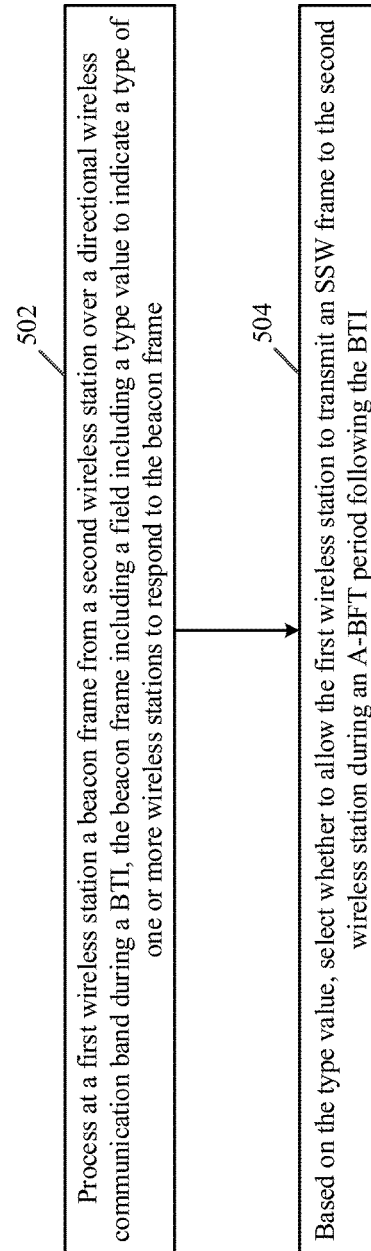 502
Process at a first wireless station a beacon frame from a second wireless station over a directional wireless
communication band during a BTI, the beacon frame including a field including a type value to indicate a type of
one or more wireless stations to respond to the beacon frame
504
Based on the type value, select whether to allow the first wireless station to transmit an SSW frame to the second
wireless station during an A-BFT period following the BTI